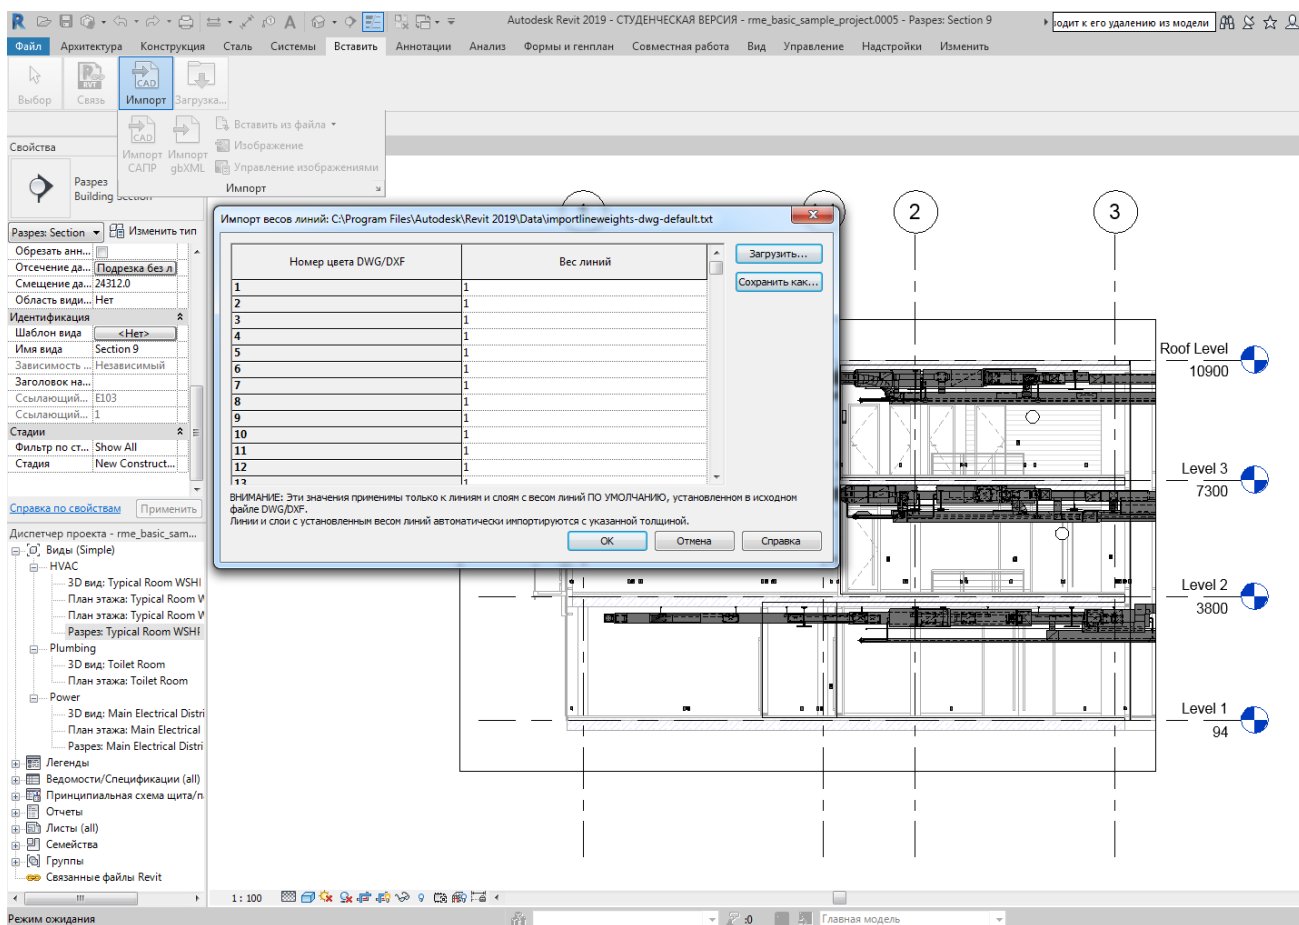 Autodesk Revit 2019 - СТУДЕНЧЕСКАЯ ВЕРСИЯ - rme_basic_sample_project.0005 - Разрез: Section 9
водит к его удалению из модели
Файл Архитектура Конструкция Сталь Системы Вставить Аннотации Анализ Формы и генплан Совместная работа Вид Управление Надстройки Изменить
Выбор Связь Импорт Загрузка...
Вставить из файла
Изображение
Управление изображениями
Импорт САПР
Импорт gbXML
Импорт
Свойства
Разрез
Building Section
Разрез: Section
Изменить тип
Обрезать анн...
Отсечение да... Подрезка без л
Смещение да... 24312.0
Область види... Нет
Идентификация
Шаблон вида <Нет>
Имя вида Section 9
Зависимость ... Независимый
Заголовок на...
Ссылающий... E103
Ссылающий... 1
Стадии
Фильтр по ст... Show All
Стадия New Construct...
Справка по свойствам Применить
Диспетчер проекта - rme_basic_sam...
Виды (Simple)
HVAC
3D вид: Typical Room WSHI
План этажа: Typical Room W
План этажа: Typical Room W
Разрез: Typical Room WSHF
Plumbing
3D вид: Toilet Room
План этажа: Toilet Room
Power
3D вид: Main Electrical Distri
План этажа: Main Electrical
Разрез: Main Electrical Distri
Легенды
Ведомости/Спецификации (all)
Принципиальная схема щита/п
Отчеты
Листы (all)
Семейства
Группы
Связанные файлы Revit
Импорт весов линий: C:\Program Files\Autodesk\Revit 2019\Data\importlineweights-dwg-default.txt
Номер цвета DWG/DXF Вес линий
1 1
2 1
3 1
4 1
5 1
6 1
7 1
8 1
9 1
10 1
11 1
12 1
13 1
Загрузить...
Сохранить как...
ВНИМАНИЕ: Эти значения применимы только к линиям и слоям с весом линий ПО УМОЛЧАНИЮ, установленном в исходном
файле DWG/DXF.
Линии и слои с установленным весом линий автоматически импортируются с указанной толщиной.
ОК Отмена Справка
2
3
Roof Level
10900
Level 3
7300
Level 2
3800
Level 1
94
1 : 100
Режим ожидания
:0
Главная модель